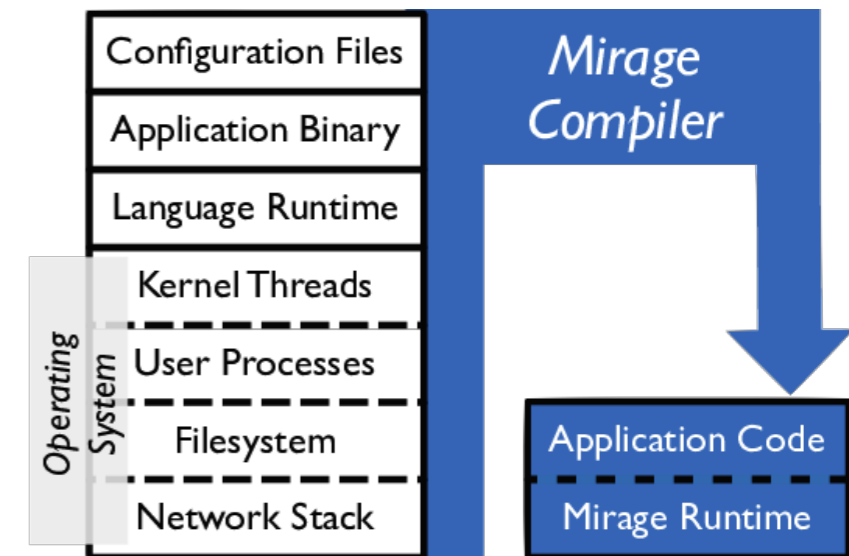 Configuration Files
Application Binary
Language Runtime
Kernel Threads
User Processes
Filesystem
Network Stack
Operating
System
Mirage
Compiler
Application Code
Mirage Runtime